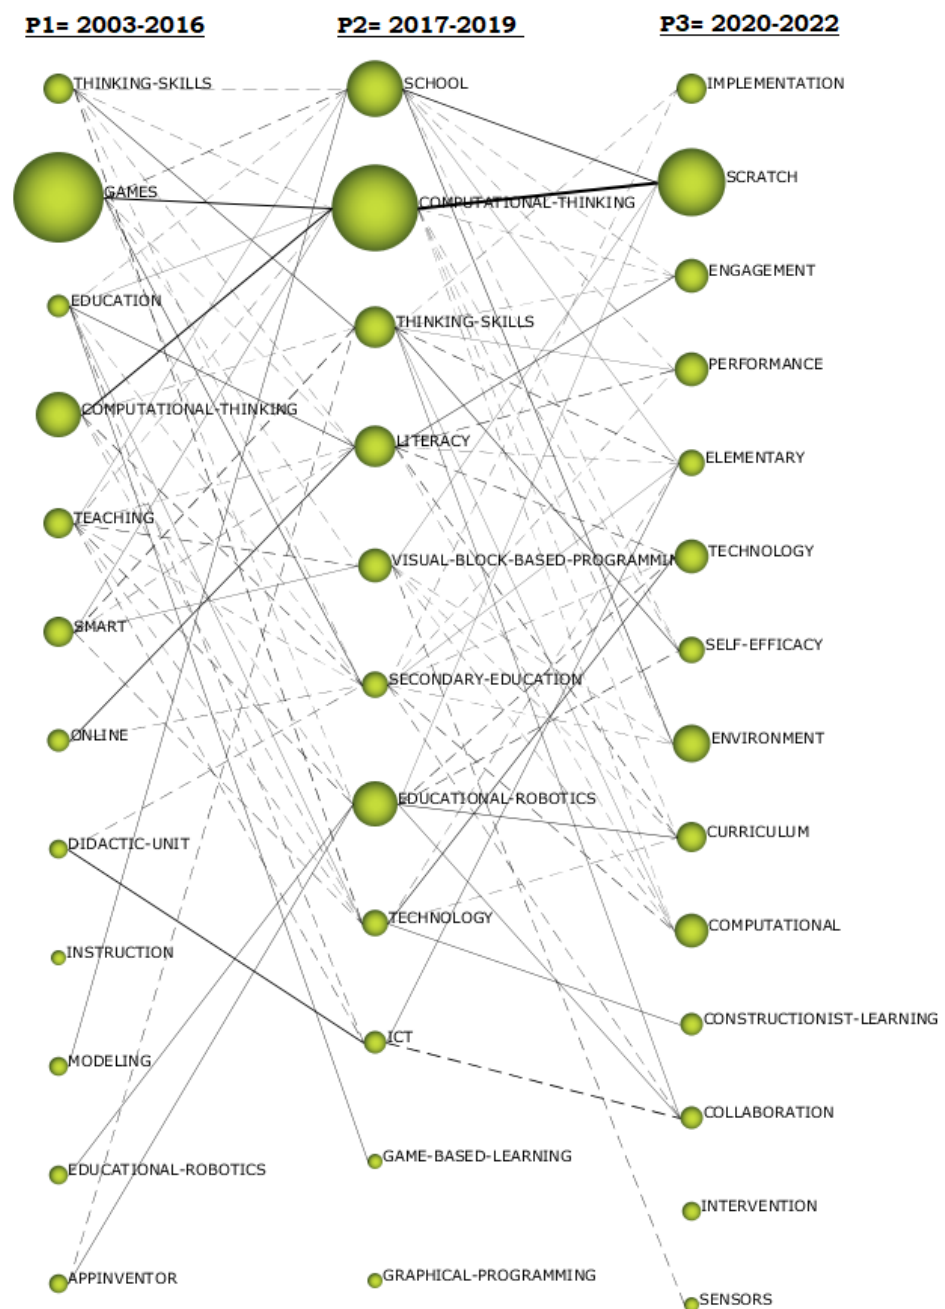 P1= 2003-2016
P2= 2017-2019
P3= 2020-2022
THINKING-SKILLS
GAMES
EDUCATION
COMPUTATIONAL-THINKING
TEACHING
SMART
ONLINE
DIDACTIC-UNIT
INSTRUCTION
MODELING
EDUCATIONAL-ROBOTICS
APPINVENTOR
SCHOOL
COMPUTATIONAL-THINKING
THINKING-SKILLS
LITERACY
VISUAL-BLOCK-BASED-PROGRAMMIN
SECONDARY-EDUCATION
EDUCATIONAL-ROBOTICS
TECHNOLOGY
ICT
GAME-BASED-LEARNING
GRAPHICAL-PROGRAMMING
IMPLEMENTATION
SCRATCH
ENGAGEMENT
PERFORMANCE
ELEMENTARY
TECHNOLOGY
SELF-EFFICACY
ENVIRONMENT
CURRICULUM
COMPUTATIONAL
CONSTRUCTIONIST-LEARNING
COLLABORATION
INTERVENTION
SENSORS